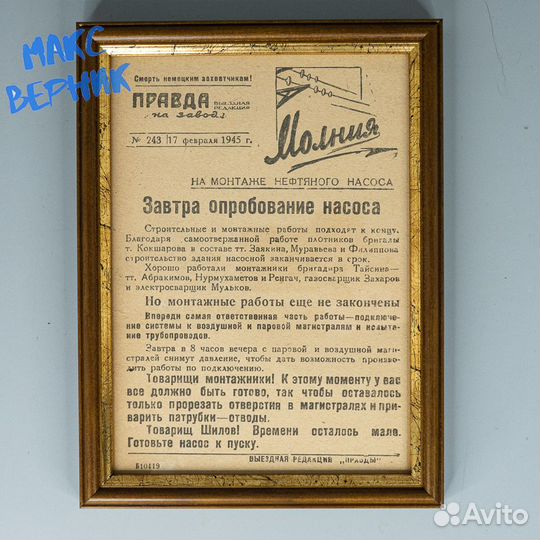 МАКС
ВЕРНИК
Смерть немецким захватчикам!
ПРАВДА ВЫЕЗДНАЯ РЕДАКЦИЯ
на заводе
№ 243 17 февраля 1945 г.
Молния
НА МОНТАЖЕ НЕФТЯНОГО НАСОСА
Завтра опробование насоса
Строительные и монтажные работы подходят к концу.
Благодаря самоотверженной работе плотников бригады
т. Кокшарова в составе тт. Заякина, Муравьева и Филиппова
строительство здания насосной заканчивается в срок.
Хорошо работали монтажники бригадира Тайсина—
тт. Абракимов, Нурмухаметов и Ренгач, газосварщик Захаров
и электросварщик Мульков.
Но монтажные работы еще не закончены
Впереди самая ответственная часть работы—подключе-
ние системы к воздушной и паровой магистралям и испыта-
ние трубопроводов.
Завтра в 8 часов вечера с паровой и воздушной маги-
стралей снимут давление, чтобы дать возможность произво-
дить работы по подключению.
Товарищи монтажники! К этому моменту у вас
все должно быть готово, так чтобы оставалось
только прорезать отверстия в магистралях и при-
варить патрубки—отводы.
Товарищ Шилов! Времени осталось мало.
Готовьте насос к пуску.
ВЫЕЗДНАЯ РЕДАКЦИЯ „ПРАВДЫ"
Б10419
Avito